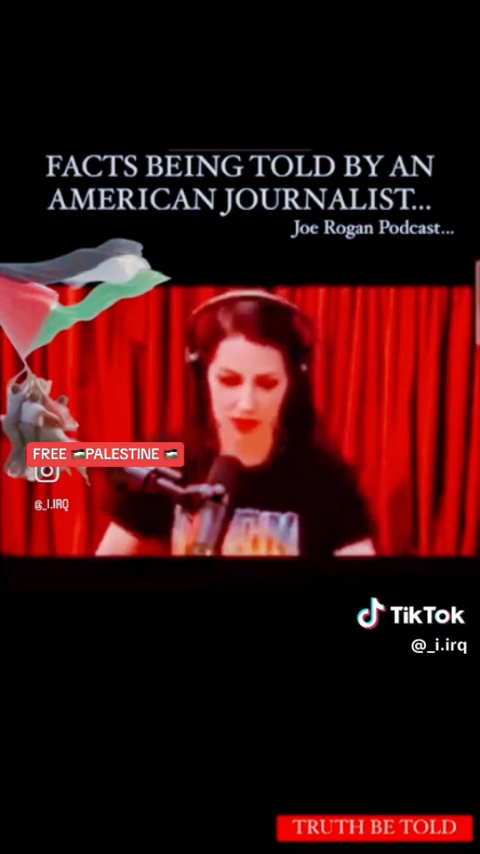 FACTS BEING TOLD BY AN
AMERICAN JOURNALIST...
Joe Rogan Podcast...
FREE 🇵🇸PALESTINE 🇵🇸
@_I.IRQ
TikTok
@_i.irq
TRUTH BE TOLD